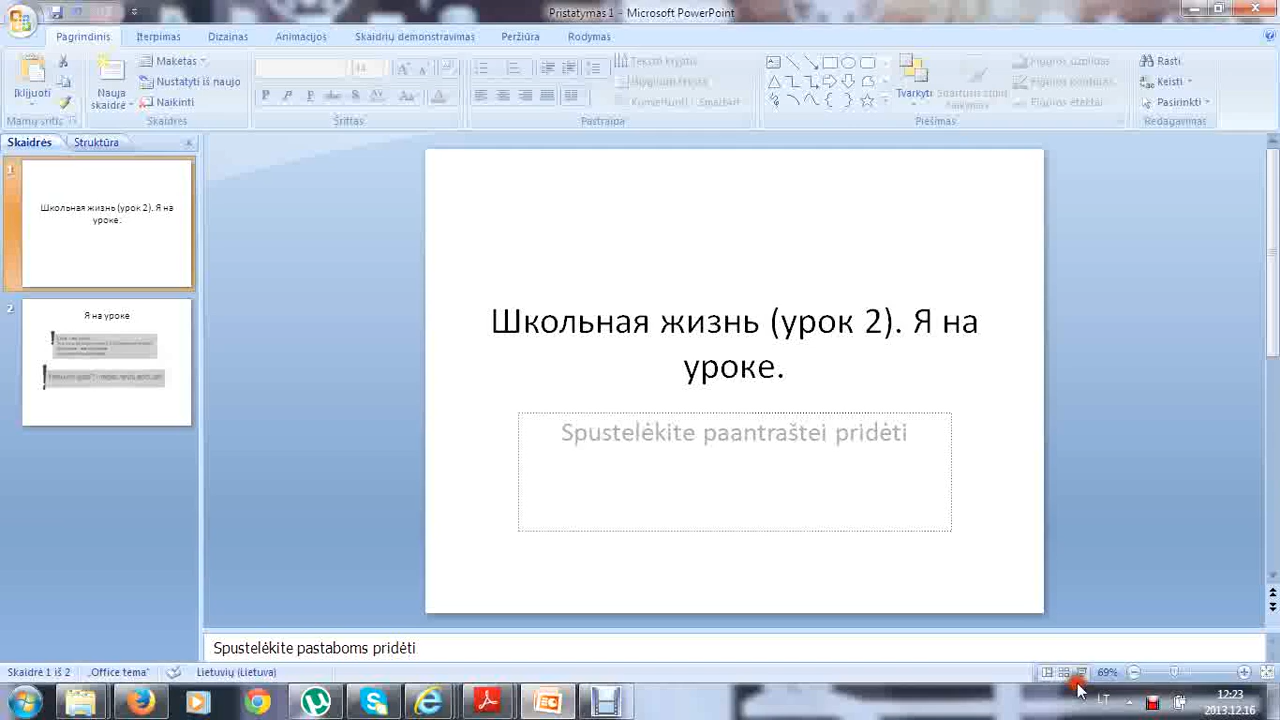 Pristatymas 1 - Microsoft PowerPoint
Pagrindinis
Įterpimas
Dizainas
Animacijos
Skaidrių demonstravimas
Peržiūra
Rodymas
Įklijuoti
Nauja
skaidrė
Maketas
Nustatyti iš naujo
Naikinti
Skaidrės
Šriftas
Pastraipa
Tvarkyti
Piešimas
Rasti
Keisti
Pasirinkti
Redagavimas
Skaidrės
Struktūra
1
Школьная жизнь (урок 2). Я на
уроке.
2
Я на уроке
Школьная жизнь (урок 2). Я на
уроке.
Spustelėkite paantraštei pridėti
Spustelėkite pastaboms pridėti
Skaidrė 1 iš 2
„Office tema“
Lietuvių (Lietuva)
69%
LT
12:23
2013.12.16